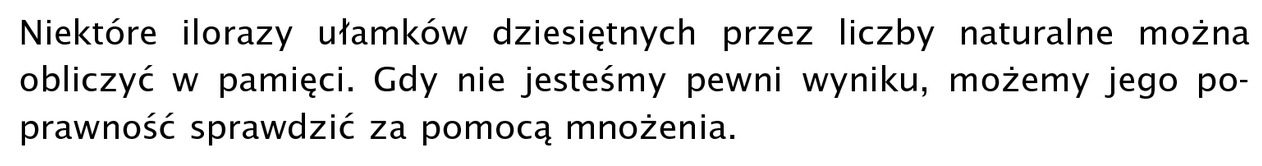 Niektóre ilorazy ułamków dziesiętnych przez liczby naturalne można
obliczyć w pamięci. Gdy nie jesteśmy pewni wyniku, możemy jego po-
prawność sprawdzić za pomocą mnożenia.